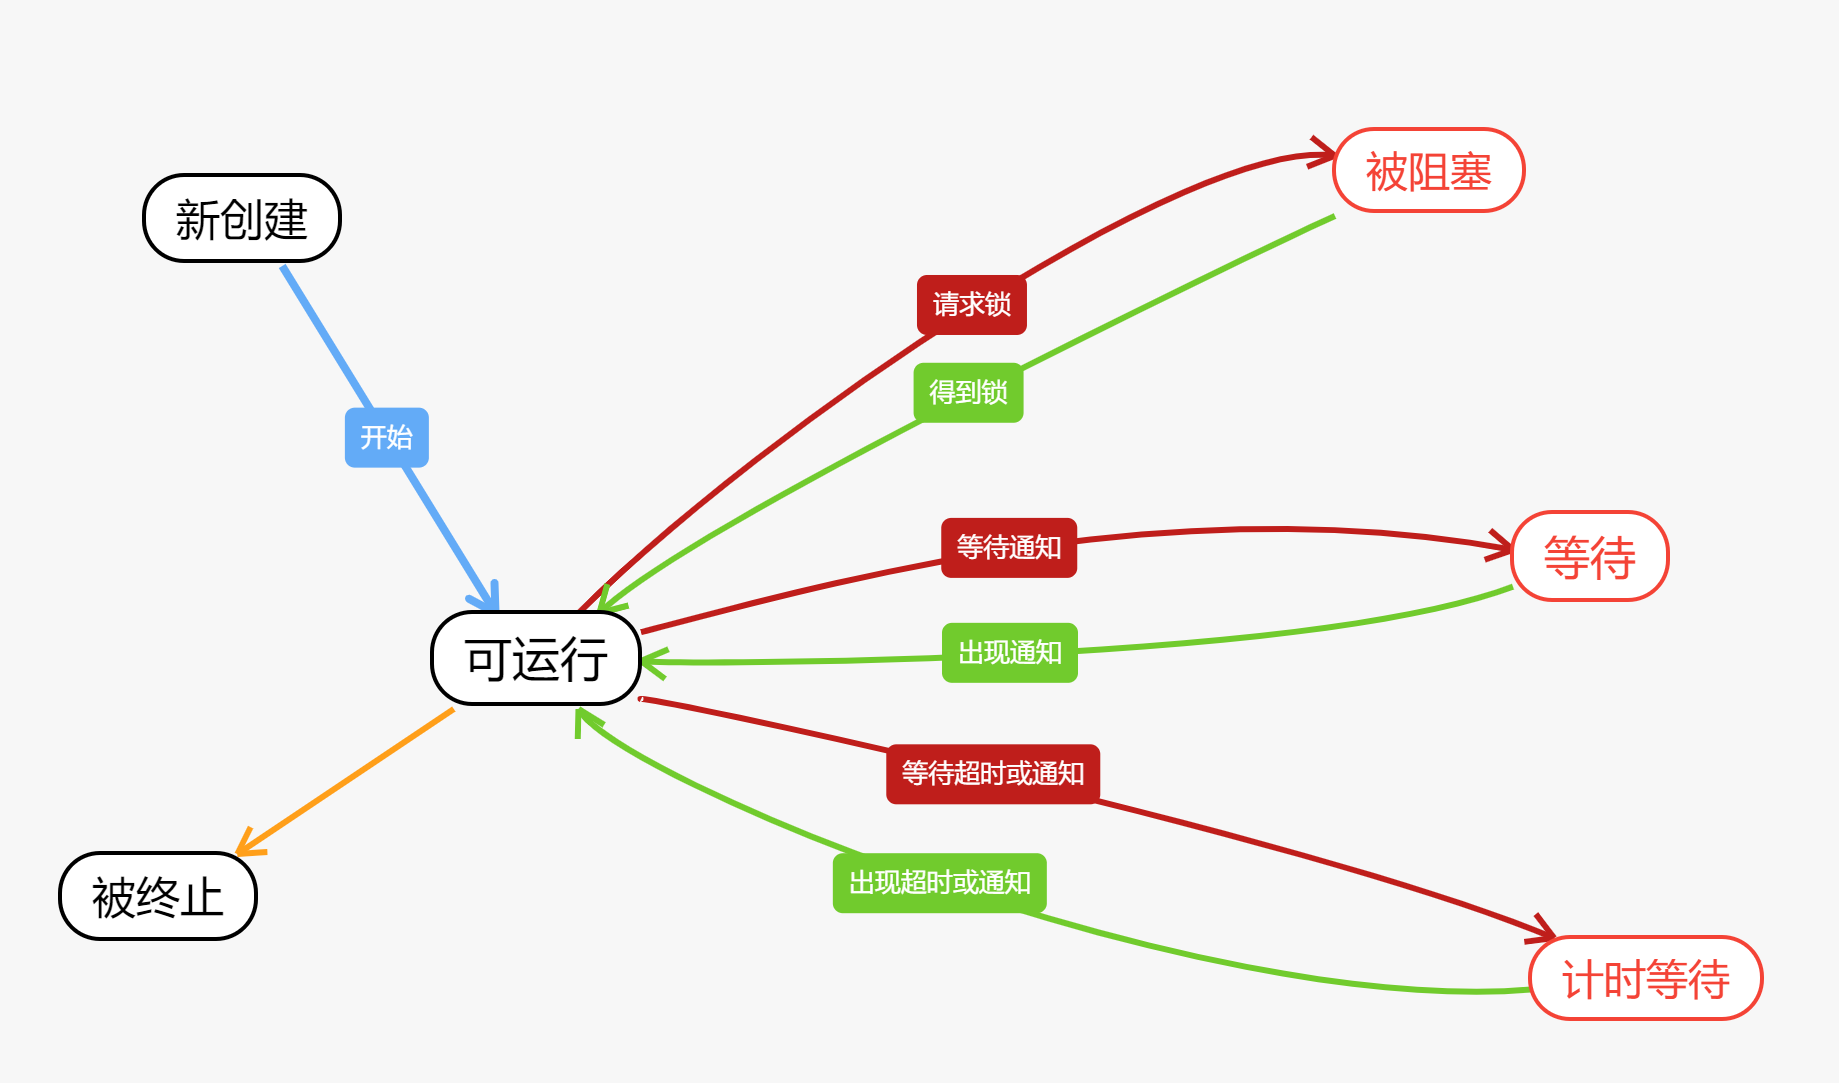 被阻塞
新创建
请求锁
得到锁
开始
等待通知
等待
出现通知
可运行
等待超时或通知
出现超时或通知
被终止
计时等待